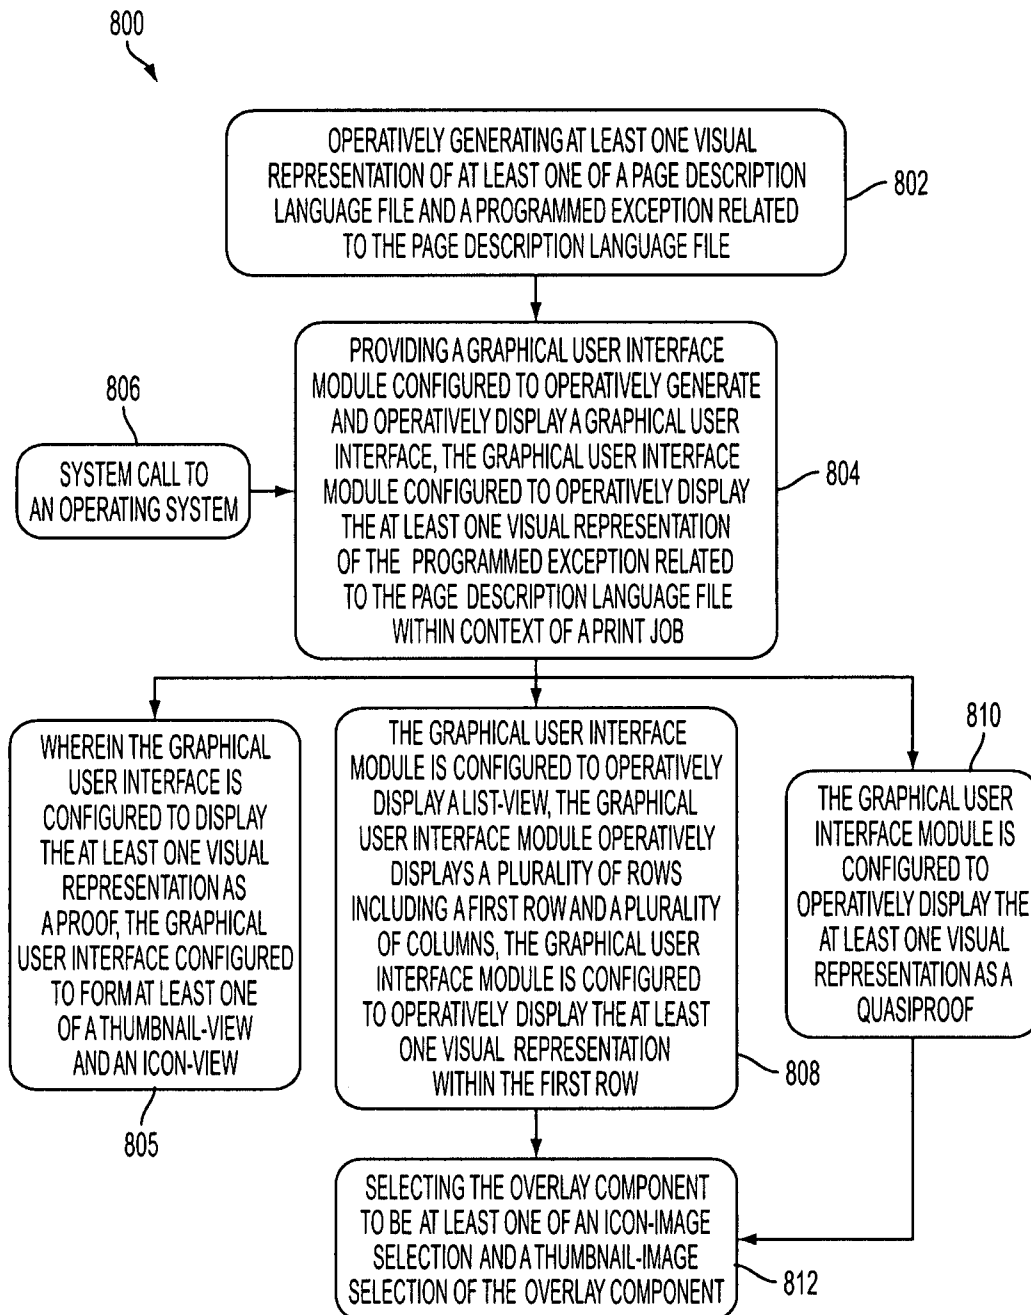 800
OPERATIVELY GENERATING AT LEAST ONE VISUAL
REPRESENTATION OF AT LEAST ONE OF A PAGE DESCRIPTION
LANGUAGE FILE AND A PROGRAMMED EXCEPTION RELATED
TO THE PAGE DESCRIPTION LANGUAGE FILE
802
PROVIDING A GRAPHICAL USER INTERFACE
MODULE CONFIGURED TO OPERATIVELY GENERATE
AND OPERATIVELY DISPLAY A GRAPHICAL USER
INTERFACE, THE GRAPHICAL USER INTERFACE
MODULE CONFIGURED TO OPERATIVELY DISPLAY
THE AT LEAST ONE VISUAL REPRESENTATION
OF THE PROGRAMMED EXCEPTION RELATED
TO THE PAGE DESCRIPTION LANGUAGE FILE
WITHIN CONTEXT OF A PRINT JOB
804
806
SYSTEM CALL TO
AN OPERATING SYSTEM
WHEREIN THE GRAPHICAL
USER INTERFACE IS
CONFIGURED TO DISPLAY
THE AT LEAST ONE VISUAL
REPRESENTATION AS
A PROOF, THE GRAPHICAL
USER INTERFACE CONFIGURED
TO FORM AT LEAST ONE
OF A THUMBNAIL-VIEW
AND AN ICON-VIEW
805
THE GRAPHICAL USER INTERFACE
MODULE IS CONFIGURED TO OPERATIVELY
DISPLAY A LIST-VIEW, THE GRAPHICAL
USER INTERFACE MODULE OPERATIVELY
DISPLAYS A PLURALITY OF ROWS
INCLUDING A FIRST ROW AND A PLURALITY
OF COLUMNS, THE GRAPHICAL USER
INTERFACE MODULE IS CONFIGURED
TO OPERATIVELY DISPLAY THE AT LEAST
ONE VISUAL REPRESENTATION
WITHIN THE FIRST ROW
808
810
THE GRAPHICAL USER
INTERFACE MODULE IS
CONFIGURED TO
OPERATIVELY DISPLAY THE
AT LEAST ONE VISUAL
REPRESENTATION AS A
QUASIPROOF
SELECTING THE OVERLAY COMPONENT
TO BE AT LEAST ONE OF AN ICON-IMAGE
SELECTION AND A THUMBNAIL-IMAGE
SELECTION OF THE OVERLAY COMPONENT
812